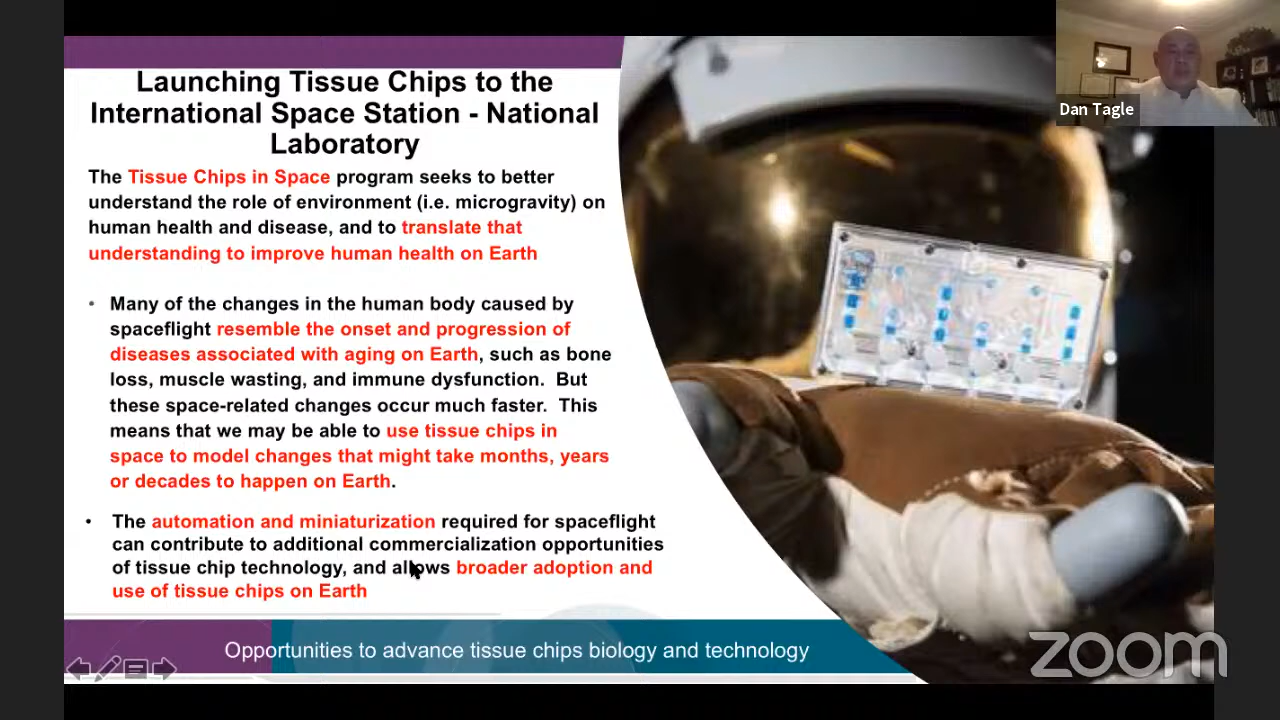 Launching Tissue Chips to the
International Space Station - National
Laboratory
The Tissue Chips in Space program seeks to better
understand the role of environment (i.e. microgravity) on
human health and disease, and to translate that
understanding to improve human health on Earth
• Many of the changes in the human body caused by
spaceflight resemble the onset and progression of
diseases associated with aging on Earth, such as bone
loss, muscle wasting, and immune dysfunction. But
these space-related changes occur much faster. This
means that we may be able to use tissue chips in
space to model changes that might take months, years
or decades to happen on Earth.
• The automation and miniaturization required for spaceflight
can contribute to additional commercialization opportunities
of tissue chip technology, and allows broader adoption and
use of tissue chips on Earth
Opportunities to advance tissue chips biology and technology
Dan Tagle
zoom